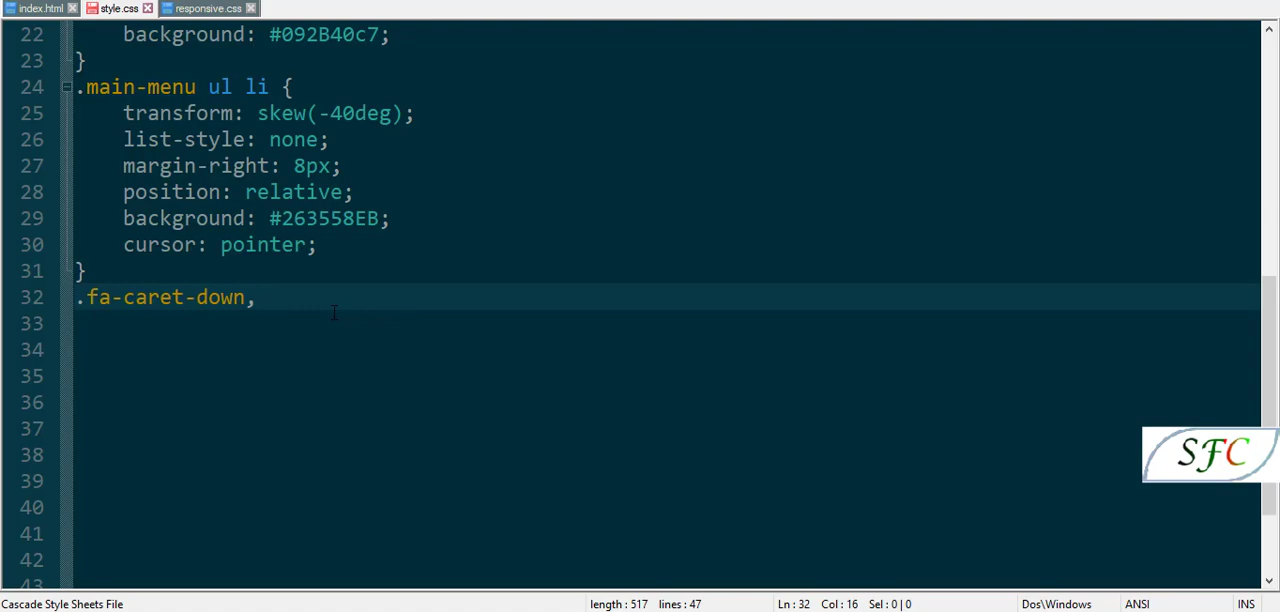 index.html style.css responsive.css
22 background: #092B40c7;
23 }
24 .main-menu ul li {
25 transform: skew(-40deg);
26 list-style: none;
27 margin-right: 8px;
28 position: relative;
29 background: #263558EB;
30 cursor: pointer;
31 }
32 .fa-caret-down,
33
34
35
36
37
38
39
40
41
42
43
SFC
Cascade Style Sheets File length : 517 lines : 47 Ln : 32 Col : 16 Sel : 0 | 0 Dos\Windows ANSI INS